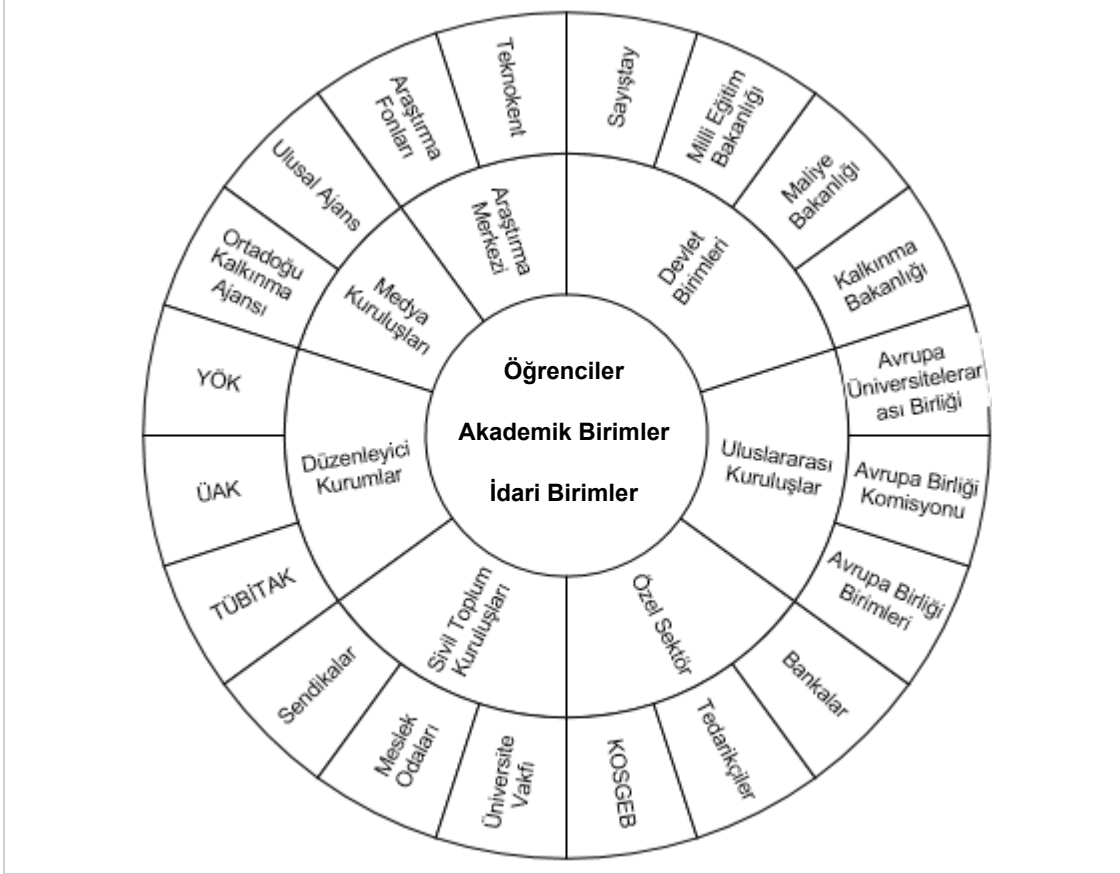 Teknokent
Sayıştay
Araştırma
Fonları
Milli Eğitim
Bakanlığı
Ulusal Ajans
Maliye
Bakanlığı
Ortadoğu
Kalkınma
Ajansı
Kalkınma
Bakanlığı
Araştırma
Merkezi
Devlet
Birimleri
Medya
Kuruluşları
YÖK
Avrupa
Üniversitelerar
ası Birliği
Öğrenciler
Akademik Birimler
İdari Birimler
Düzenleyici
Kurumlar
Uluslararası
Kuruluşlar
ÜAK
Avrupa Birliği
Komisyonu
TÜBİTAK
Avrupa Birliği
Birimleri
Sivil Toplum
Kuruluşları
Özel Sektör
Sendikalar
Bankalar
Meslek
Odaları
Tedarikçiler
Üniversite
Vakfı
KOSGEB